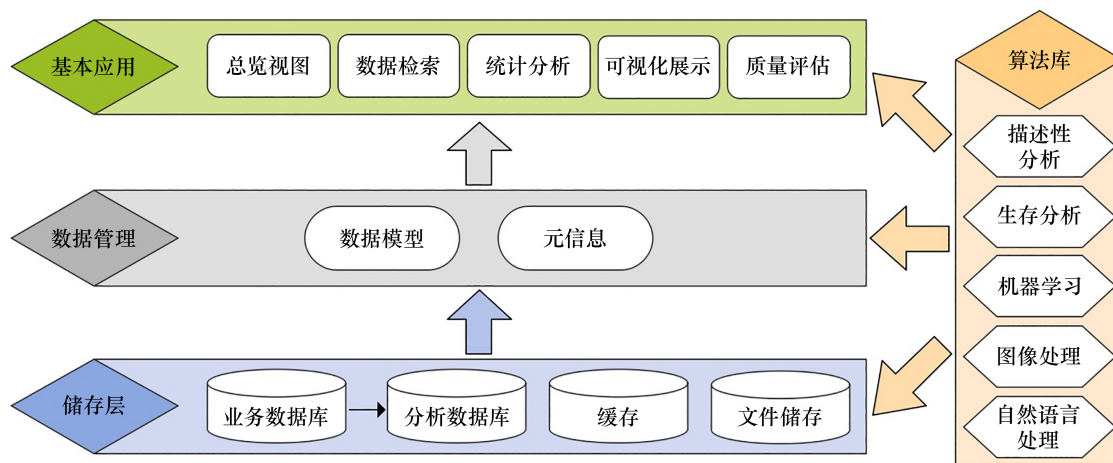 基本应用
总览视图
数据检索
统计分析
可视化展示
质量评估
数据管理
数据模型
元信息
储存层
业务数据库
分析数据库
缓存
文件储存
算法库
描述性
分析
生存分析
机器学习
图像处理
自然语言
处理